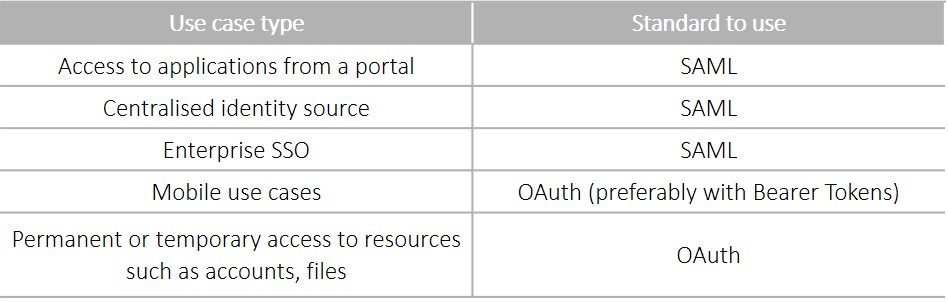 Use case type Standard to use
Access to applications from a portal SAML
Centralised identity source SAML
Enterprise SSO SAML
Mobile use cases OAuth (preferably with Bearer Tokens)
Permanent or temporary access to resources
such as accounts, files OAuth